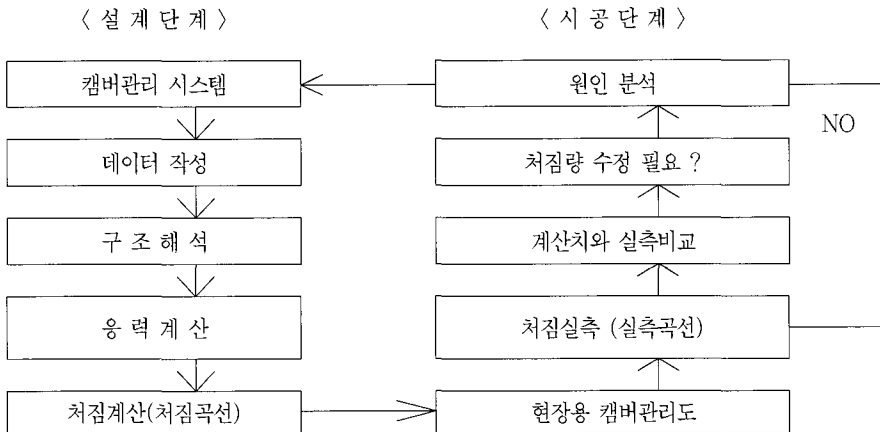 〈 설 계 단 계 〉
캠버관리 시스템
데이터 작성
구 조 해 석
응 력 계 산
처짐계산(처짐곡선)
〈 시 공 단 계 〉
원인 분석
NO
처짐량 수정 필요 ?
계산치와 실측비교
처짐실측 (실측곡선)
현장용 캠버관리도